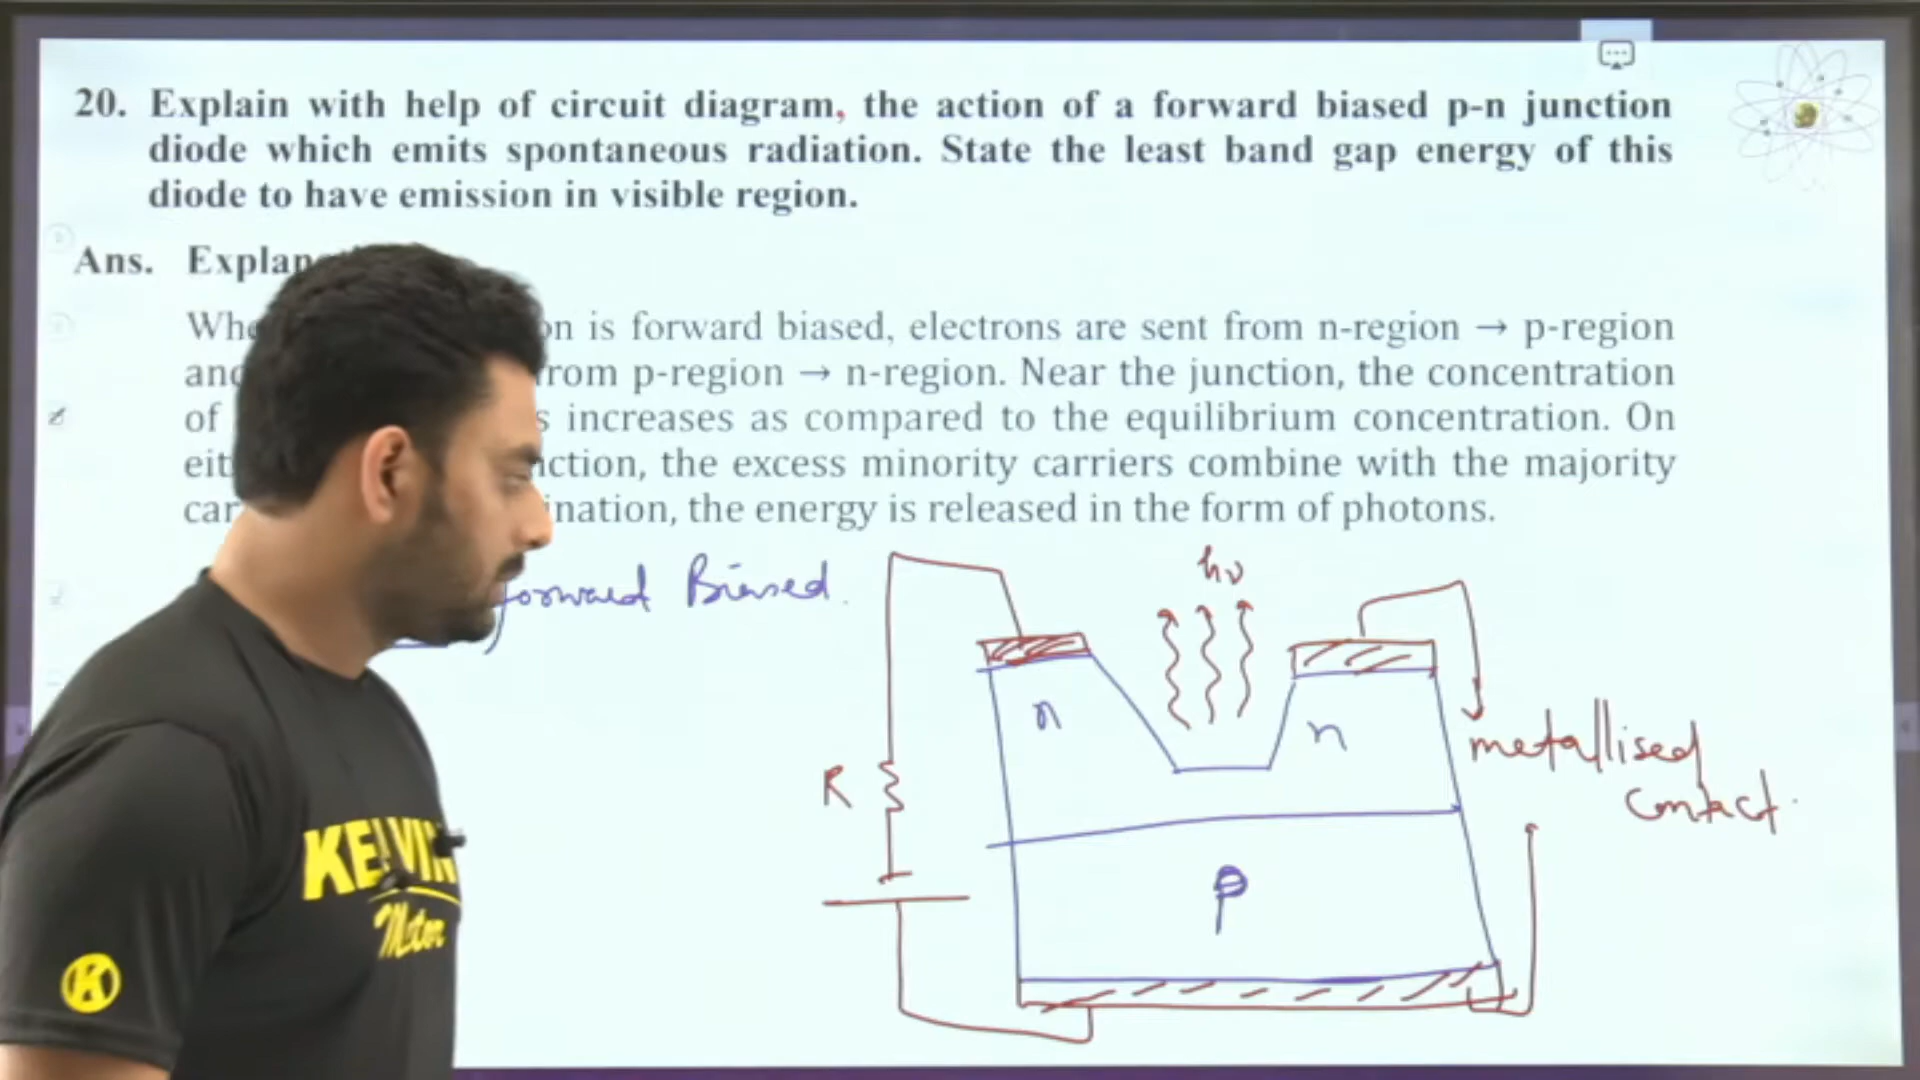 20. Explain with help of circuit diagram, the action of a forward biased p-n junction
diode which emits spontaneous radiation. State the least band gap energy of this
diode to have emission in visible region.
Ans. Explan
Whe on is forward biased, electrons are sent from n-region → p-region
and from p-region → n-region. Near the junction, the concentration
of s increases as compared to the equilibrium concentration. On
eit nction, the excess minority carriers combine with the majority
car ination, the energy is released in the form of photons.
forward Biased.
hν
n
n
metallised
contact.
R
p
KELVIN
Mator
K